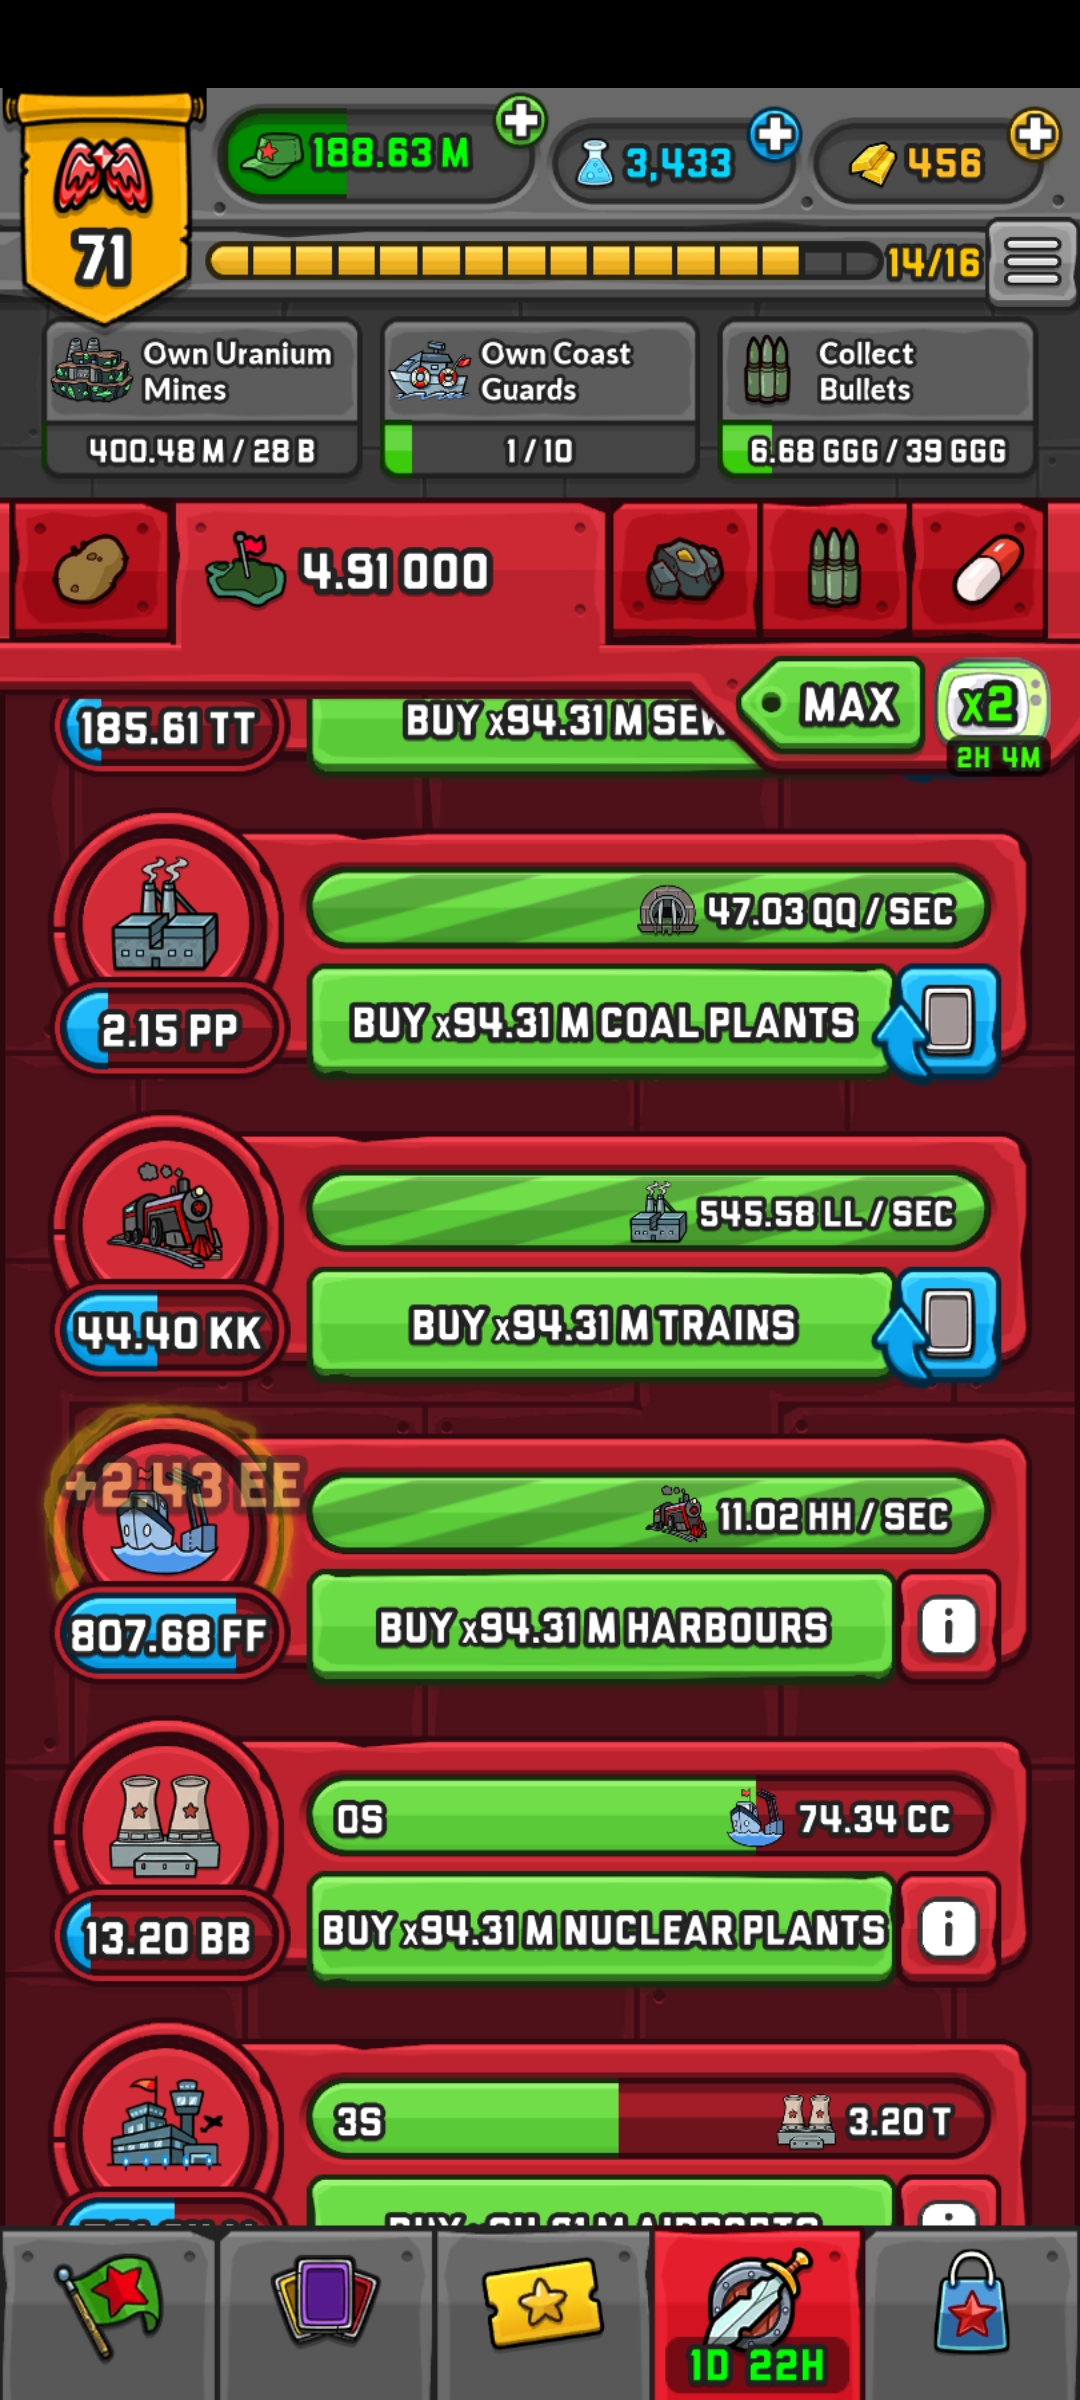 188.63 M
3,433
456
71
14/16
Own Uranium
Mines
400.48 M / 28 B
Own Coast
Guards
1 / 10
Collect
Bullets
6.68 GGG / 39 GGG
4.91 OOO
MAX
x2
2H 4M
185.61 TT
BUY x94.31 M
47.03 QQ / SEC
2.15 PP
BUY x94.31 M COAL PLANTS
545.58 LL / SEC
44.40 KK
BUY x94.31 M TRAINS
+2.43 EE
11.02 HH / SEC
807.68 FF
BUY x94.31 M HARBOURS
i
0S
74.34 CC
13.20 BB
BUY x94.31 M NUCLEAR PLANTS
i
3S
3.20 T
1D 22H